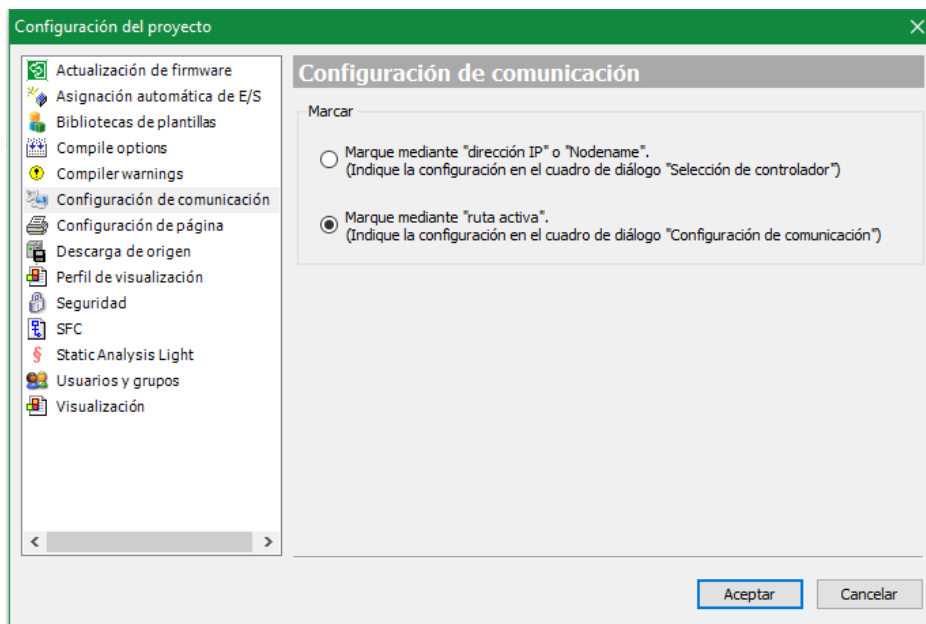 Configuración del proyecto
Actualización de firmware
Asignación automática de E/S
Bibliotecas de plantillas
Compile options
Compiler warnings
Configuración de comunicación
Configuración de página
Descarga de origen
Perfil de visualización
Seguridad
SFC
Static Analysis Light
Usuarios y grupos
Visualización
Configuración de comunicación
Marcar
Marque mediante "dirección IP" o "Nodename".
(Indique la configuración en el cuadro de diálogo "Selección de controlador")
Marque mediante "ruta activa".
(Indique la configuración en el cuadro de diálogo "Configuración de comunicación")
Aceptar
Cancelar